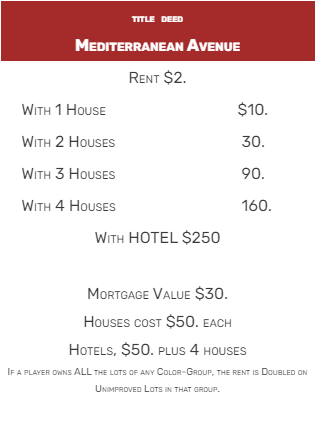 TITLE DEED
MEDITERRANEAN AVENUE
RENT $2.
WITH 1 HOUSE $10.
WITH 2 HOUSES 30.
WITH 3 HOUSES 90.
WITH 4 HOUSES 160.
WITH HOTEL $250
MORTGAGE VALUE $30.
HOUSES COST $50. EACH
HOTELS, $50. PLUS 4 HOUSES
IF A PLAYER OWNS ALL THE LOTS OF ANY COLOR-GROUP, THE RENT IS DOUBLED ON
UNIMPROVED LOTS IN THAT GROUP.